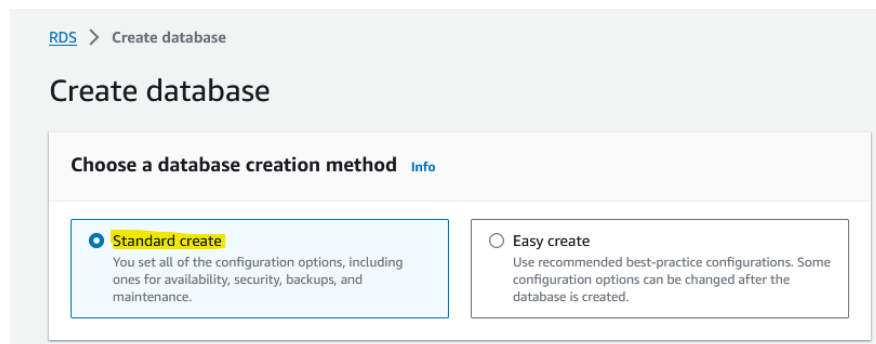 RDS > Create database
Create database
Choose a database creation method Info
Standard create
You set all of the configuration options, including
ones for availability, security, backups, and
maintenance.
Easy create
Use recommended best-practice configurations. Some
configuration options can be changed after the
database is created.